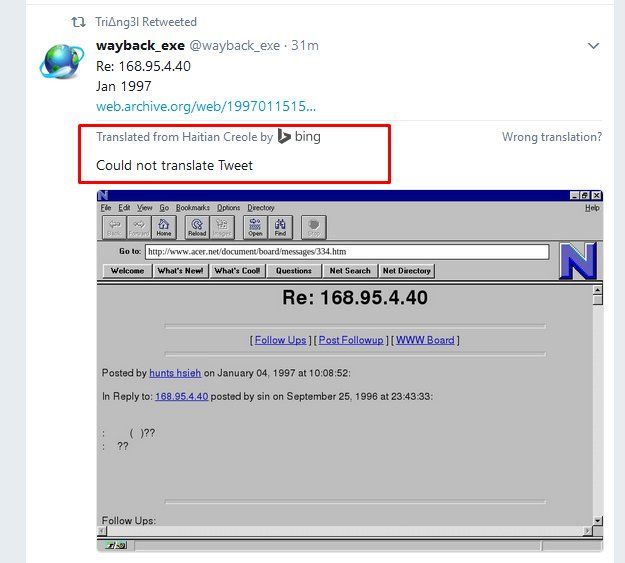 TriΔng3l Retweeted
wayback_exe @wayback_exe · 31m
Re: 168.95.4.40
Jan 1997
web.archive.org/web/1997011515...
Translated from Haitian Creole by bing Wrong translation?
Could not translate Tweet
N
File Edit View Go Bookmarks Options Directory Help
Back Forward Home Reload Images Open Find Stop
Go to: http://www.acer.net/document/board/messages/334.htm
N
Welcome What's New! What's Cool! Questions Net Search Net Directory
Re: 168.95.4.40
[ Follow Ups ] [ Post Followup ] [ WWW Board ]
Posted by hunts hsieh on January 04, 1997 at 10:08:52:
In Reply to: 168.95.4.40 posted by sin on September 25, 1996 at 23:43:33:
: ( )??
: ??
Follow Ups: